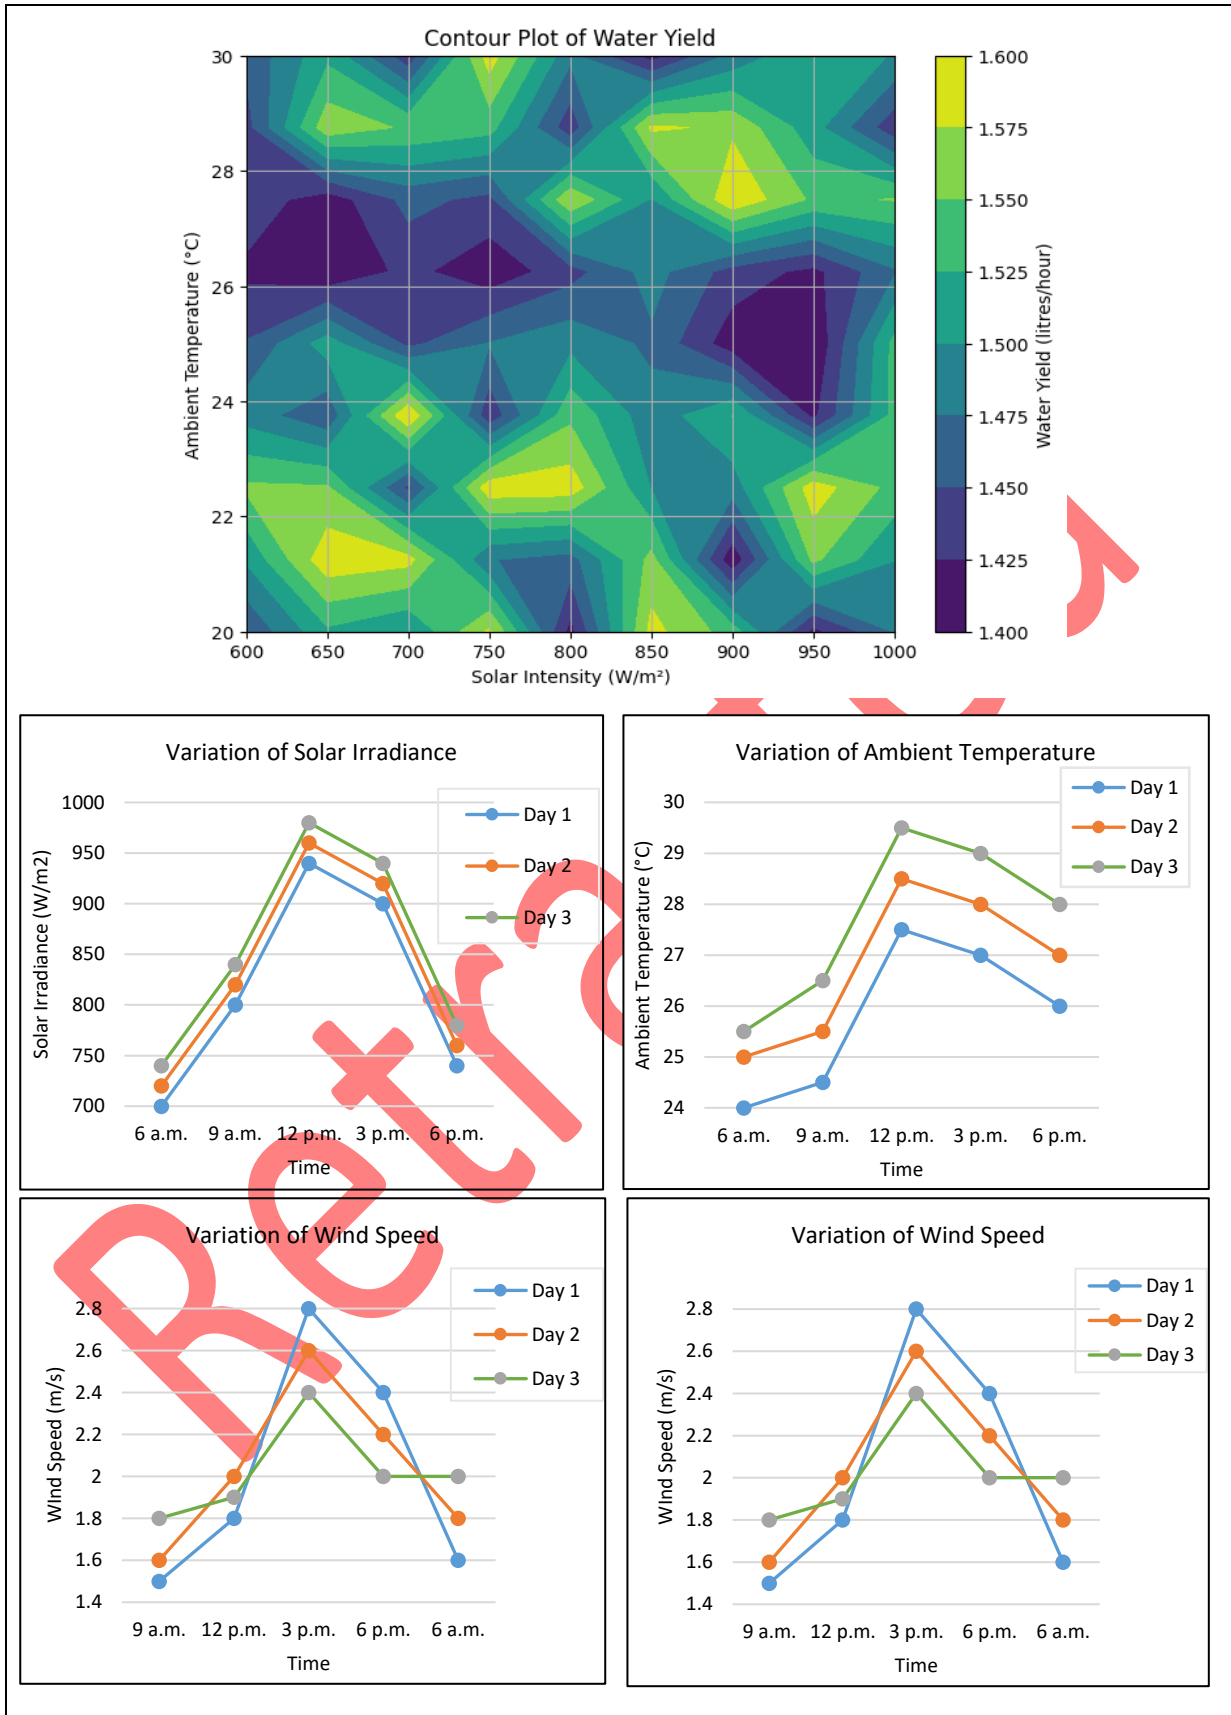 Contour Plot of Water Yield
30
28
26
24
22
20
Ambient Temperature (°C)
600 650 700 750 800 850 900 950 1000
Solar Intensity (W/m²)
1.600
1.575
1.550
1.525
1.500
1.475
1.450
1.425
1.400
Water Yield (litres/hour)
Variation of Solar Irradiance
1000
950
900
850
800
750
700
Solar Irradiance (W/m2)
6 a.m. 9 a.m. 12 p.m. 3 p.m. 6 p.m.
Time
Day 1
Day 2
Day 3
Variation of Ambient Temperature
30
29
28
27
26
25
24
Ambient Temperature (°C)
6 a.m. 9 a.m. 12 p.m. 3 p.m. 6 p.m.
Time
Day 1
Day 2
Day 3
Variation of Wind Speed
2.8
2.6
2.4
2.2
2
1.8
1.6
1.4
WInd Speed (m/s)
9 a.m. 12 p.m. 3 p.m. 6 p.m. 6 a.m.
Time
Day 1
Day 2
Day 3
Variation of Wind Speed
2.8
2.6
2.4
2.2
2
1.8
1.6
1.4
WInd Speed (m/s)
9 a.m. 12 p.m. 3 p.m. 6 p.m. 6 a.m.
Time
Day 1
Day 2
Day 3